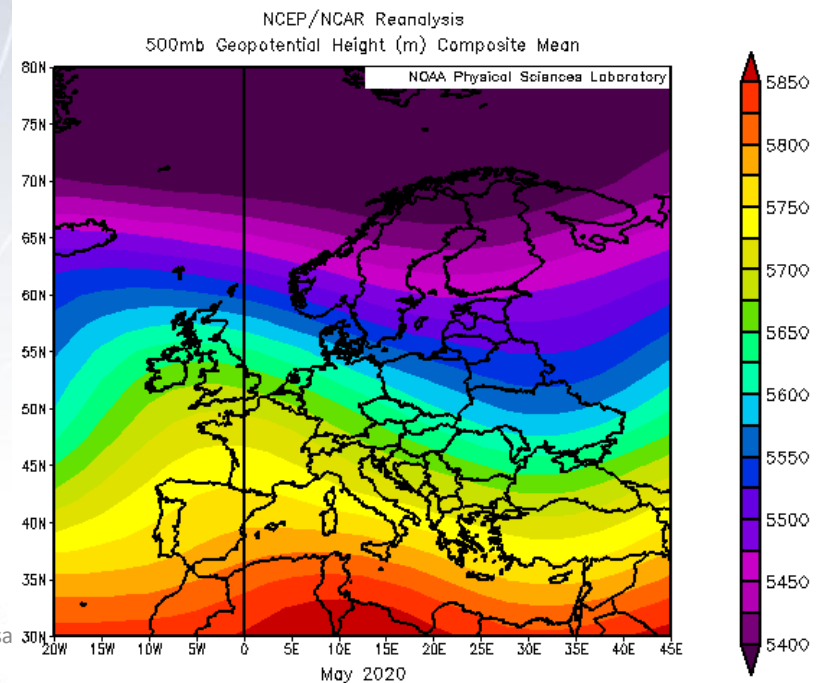 NCEP/NCAR Reanalysis
500mb Geopotential Height (m) Composite Mean
NOAA Physical Sciences Laboratory
80N
75N
70N
65N
60N
55N
50N
45N
40N
35N
30N
20W 15W 10W 5W 0 5E 10E 15E 20E 25E 30E 35E 40E 45E
May 2020
5850
5800
5750
5700
5650
5600
5550
5500
5450
5400
sa